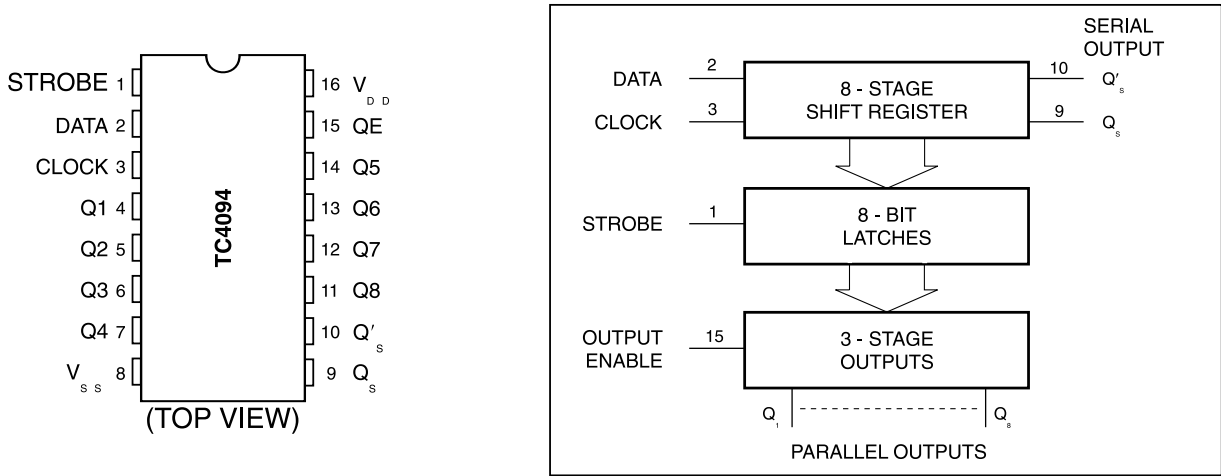 STROBE 1
DATA 2
CLOCK 3
Q1 4
Q2 5
Q3 6
Q4 7
VSS 8
TC4094
16 VDD
15 QE
14 Q5
13 Q6
12 Q7
11 Q8
10 Q'S
9 QS
(TOP VIEW)
SERIAL
OUTPUT
DATA 2
CLOCK 3
8 - STAGE
SHIFT REGISTER
10 Q'S
9 QS
STROBE 1
8 - BIT
LATCHES
OUTPUT
ENABLE
15
3 - STAGE
OUTPUTS
Q1 Q8
PARALLEL OUTPUTS